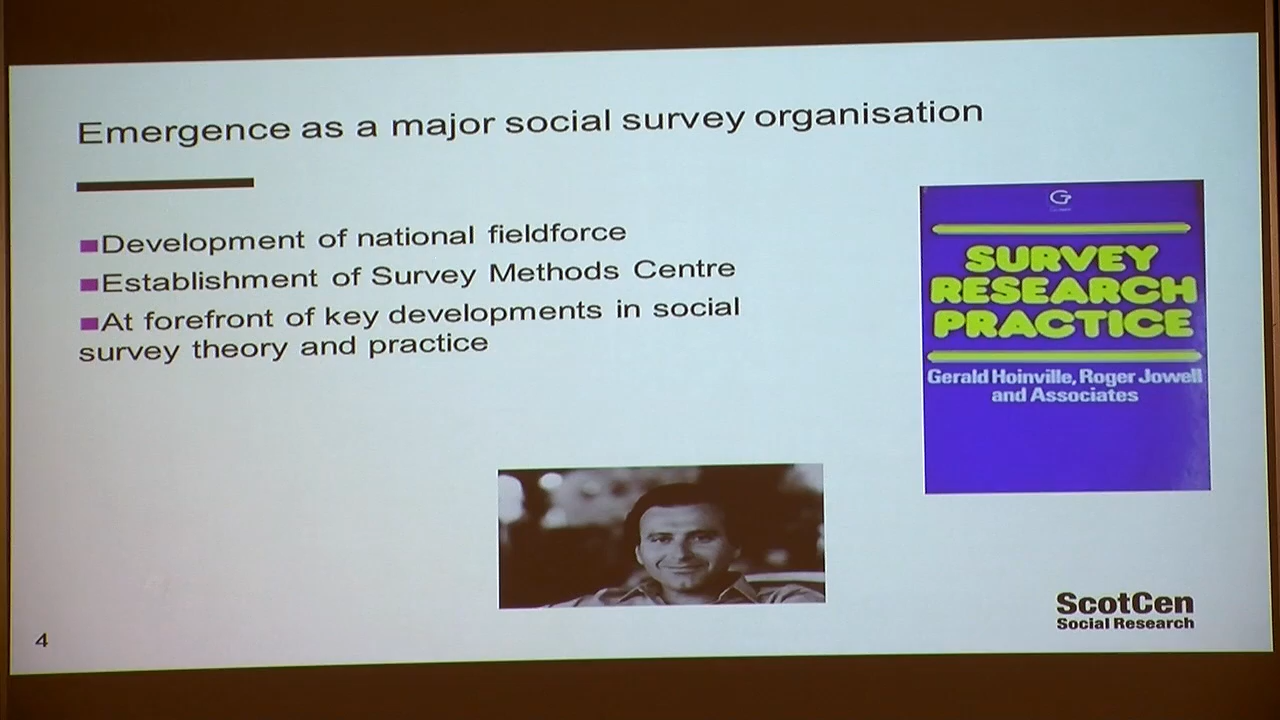 Emergence as a major social survey organisation
Development of national fieldforce
Establishment of Survey Methods Centre
At forefront of key developments in social
survey theory and practice
G
SURVEY
RESEARCH
PRACTICE
Gerald Hoinville, Roger Jowell
and Associates
ScotCen
Social Research
4